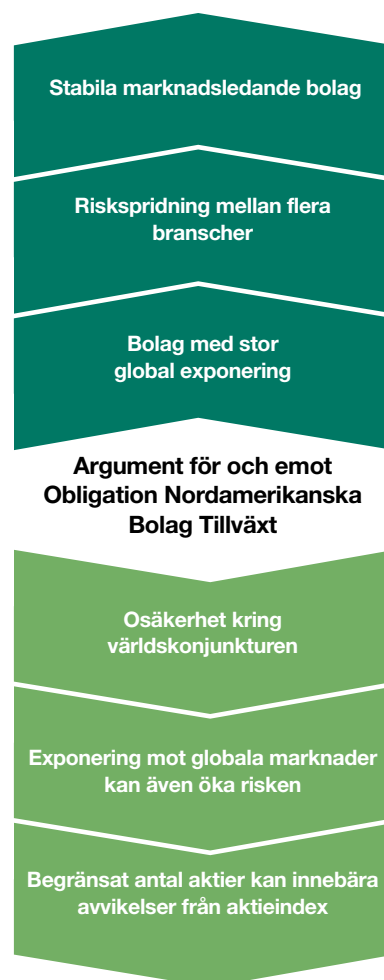 Stabila marknadsledande bolag
Riskspridning mellan flera
branscher
Bolag med stor
global exponering
Argument för och emot
Obligation Nordamerikanska
Bolag Tillväxt
Osäkerhet kring
världskonjunkturen
Exponering mot globala marknader
kan även öka risken
Begränsat antal aktier kan innebära
avvikelser från aktieindex